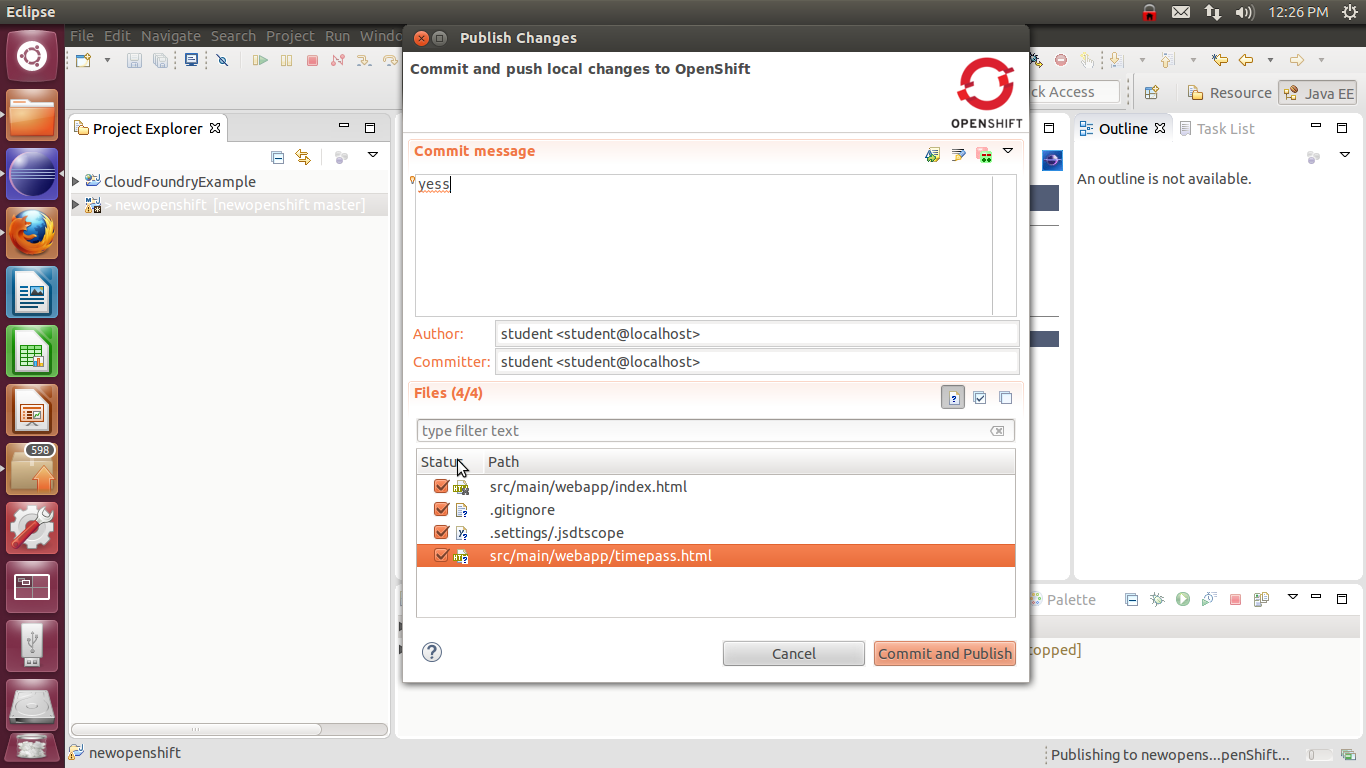 Eclipse
12:26 PM
File Edit Navigate Search Project Run Windo
Publish Changes
Commit and push local changes to OpenShift
OPENSHIFT
ck Access
Resource
Java EE
Project Explorer
Outline
Task List
Commit message
yess
CloudFoundryExample
> newopenshift [newopenshift master]
An outline is not available.
Author:
student <student@localhost>
Committer:
student <student@localhost>
Files (4/4)
type filter text
Status
Path
src/main/webapp/index.html
.gitignore
.settings/.jsdtscope
src/main/webapp/timepass.html
598
Palette
Cancel
Commit and Publish
opped]
newopenshift
Publishing to newopens...penShift...